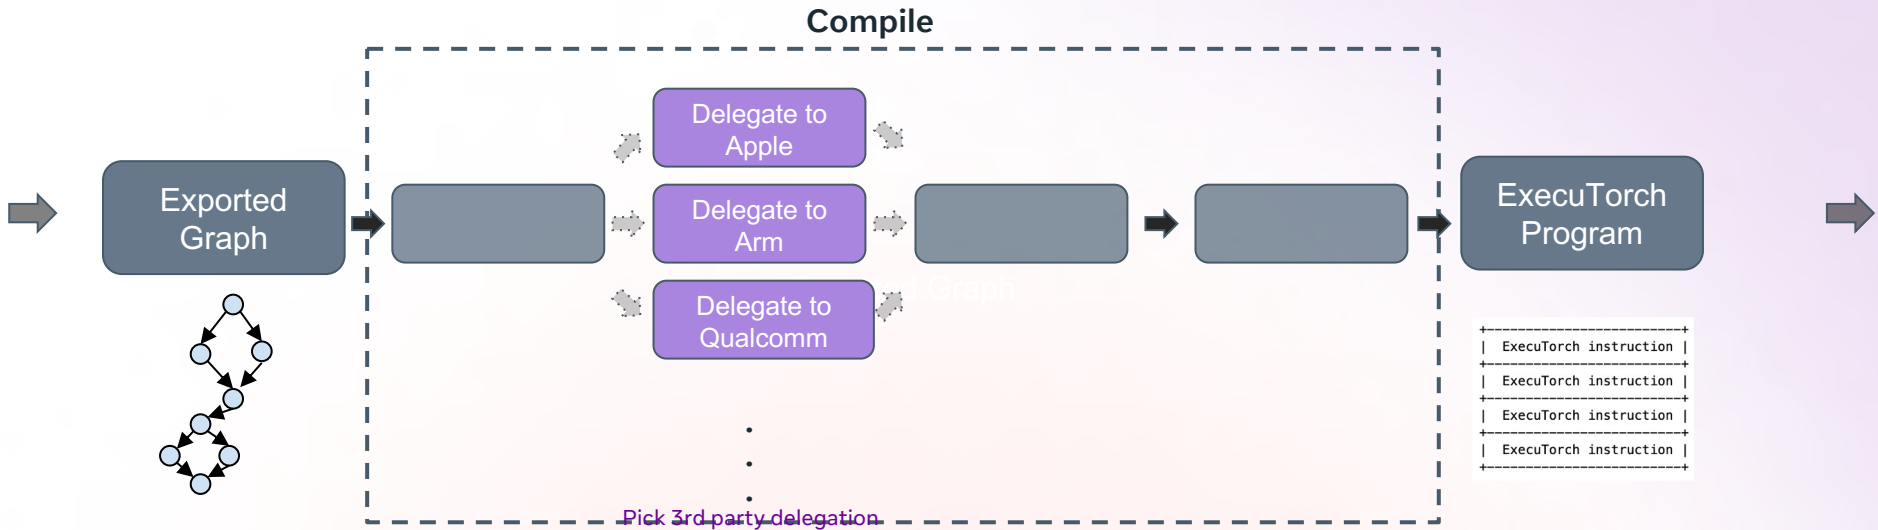 Compile
Exported
Graph
Delegate to
Apple
Delegate to
Arm
Delegate to
Qualcomm
Graph
.
.
.
Pick 3rd party delegation
ExecuTorch
Program
+-------------------------+
|  ExecuTorch instruction |
+-------------------------+
|  ExecuTorch instruction |
+-------------------------+
|  ExecuTorch instruction |
+-------------------------+
|  ExecuTorch instruction |
+-------------------------+